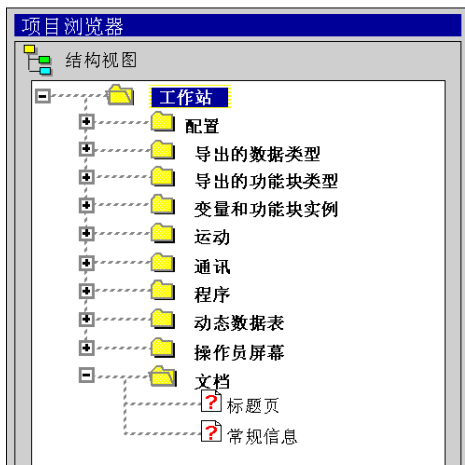 项目浏览器
结构视图
工作站
配置
导出的数据类型
导出的功能块类型
变量和功能块实例
运动
通讯
程序
动态数据表
操作员屏幕
文档
标题页
常规信息